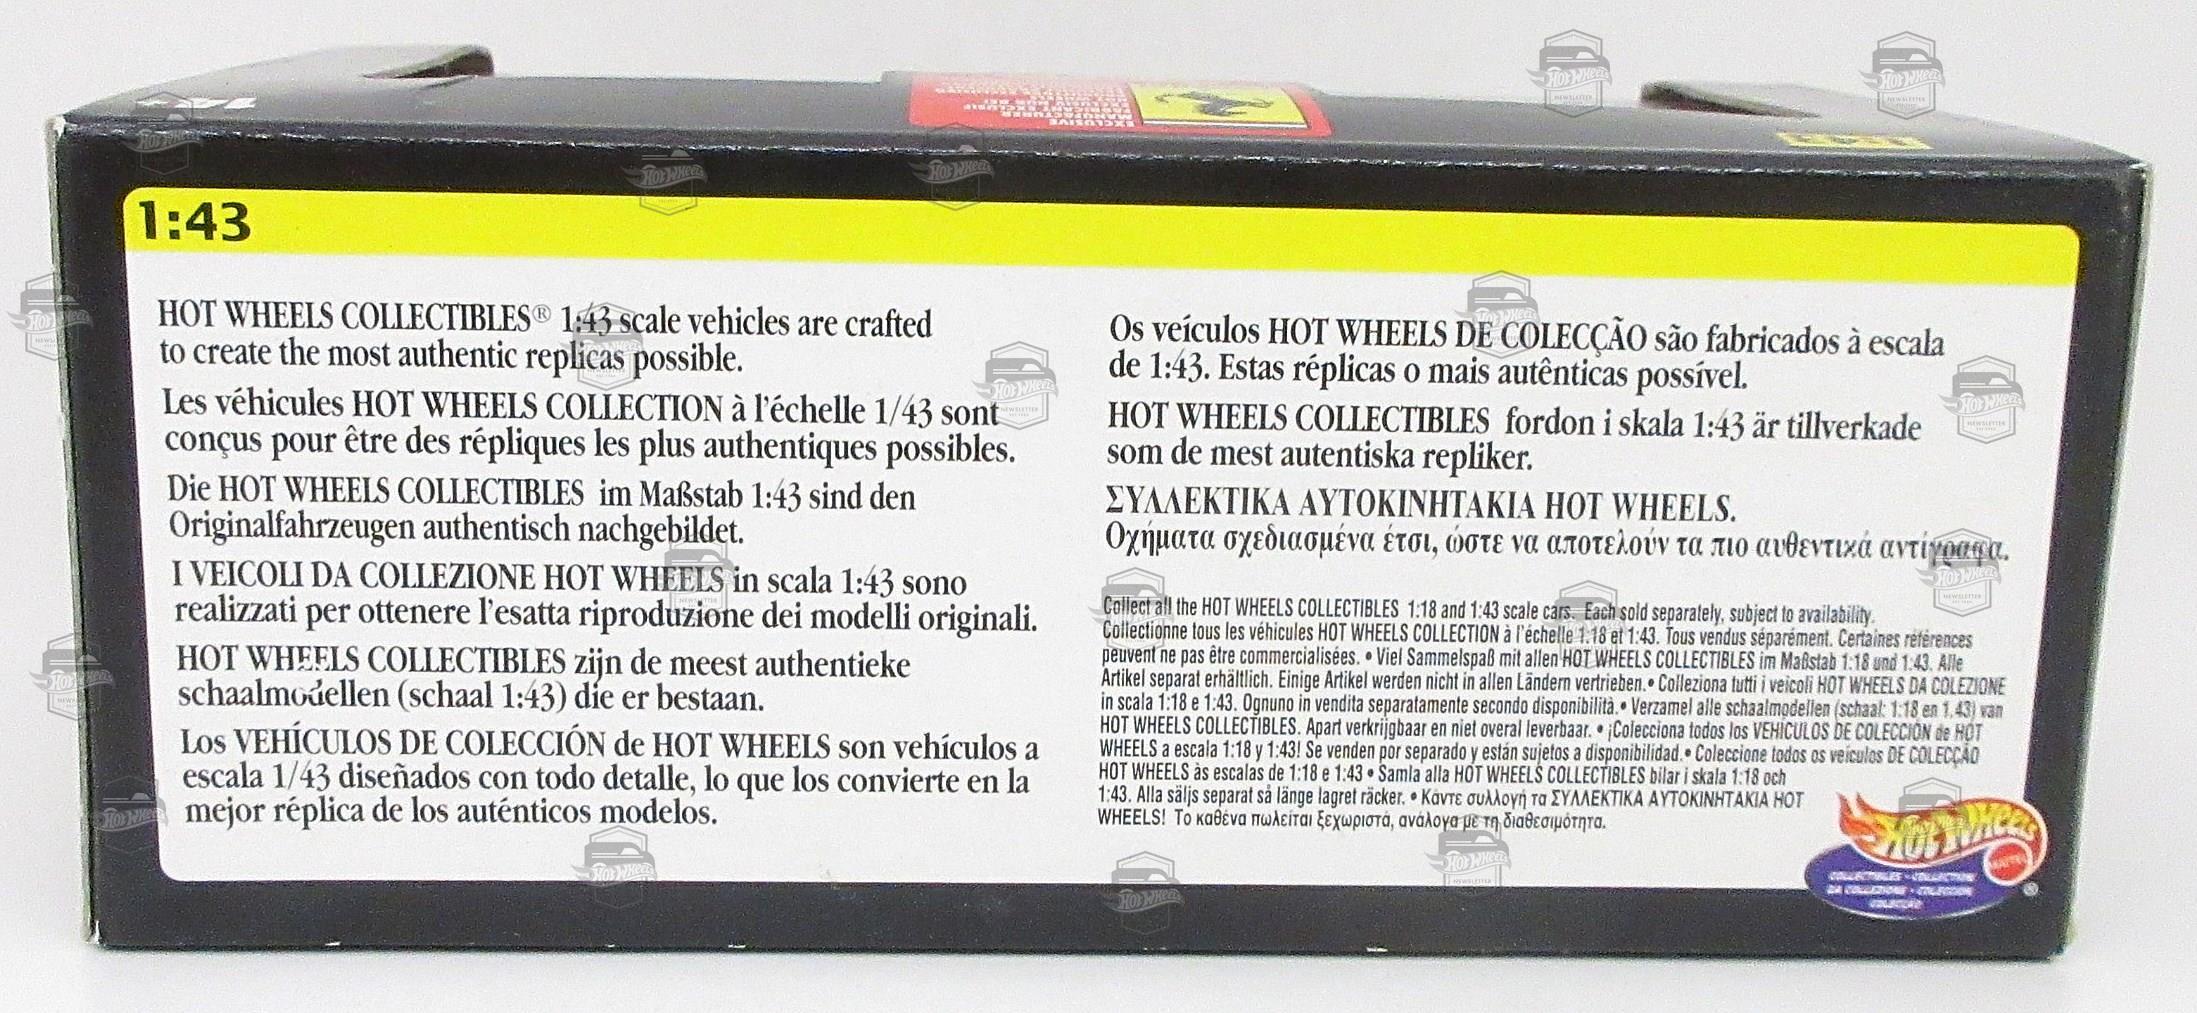 14+
EXCLUSIVE
MANUFACTURER
1:43
HOT WHEELS COLLECTIBLES® 1:43 scale vehicles are crafted
to create the most authentic replicas possible.
Les véhicules HOT WHEELS COLLECTION à l'échelle 1/43 sont
conçus pour être des répliques les plus authentiques possibles.
Die HOT WHEELS COLLECTIBLES im Maßstab 1:43 sind den
Originalfahrzeugen authentisch nachgebildet.
I VEICOLI DA COLLEZIONE HOT WHEELS in scala 1:43 sono
realizzati per ottenere l'esatta riproduzione dei modelli originali.
HOT WHEELS COLLECTIBLES zijn de meest authentieke
schaalmodellen (schaal 1:43) die er bestaan.
Los VEHÍCULOS DE COLECCIÓN de HOT WHEELS son vehículos a
escala 1/43 diseñados con todo detalle, lo que los convierte en la
mejor réplica de los auténticos modelos.
Os veículos HOT WHEELS DE COLECÇÃO são fabricados à escala
de 1:43. Estas réplicas o mais autênticas possível.
HOT WHEELS COLLECTIBLES fordon i skala 1:43 är tillverkade
som de mest autentiska repliker.
ΣΥΛΛΕΚΤΙΚΑ ΑΥΤΟΚΙΝΗΤΑΚΙΑ HOT WHEELS.
Οχήματα σχεδιασμένα έτσι, ώστε να αποτελούν τα πιο αυθεντικά αντίγραφα.
Collect all the HOT WHEELS COLLECTIBLES 1:18 and 1:43 scale cars. Each sold separately, subject to availability.
Collectionne tous les véhicules HOT WHEELS COLLECTION à l'échelle 1:18 et 1:43. Tous vendus séparément. Certaines références
peuvent ne pas être commercialisées. • Viel Sammelspaß mit allen HOT WHEELS COLLECTIBLES im Maßstab 1:18 und 1:43. Alle
Artikel separat erhältlich. Einige Artikel werden nicht in allen Ländern vertrieben.• Colleziona tutti i veicoli HOT WHEELS DA COLEZIONE
in scala 1:18 e 1:43. Ognuno in vendita separatamente secondo disponibilità.• Verzamel alle schaalmodellen (schaal: 1:18 en 1.43) van
HOT WHEELS COLLECTIBLES. Apart verkrijgbaar en niet overal leverbaar. • ¡Colecciona todos los VEHICULOS DE COLECCIÓN de HOT
WHEELS a escala 1:18 y 1:43! Se venden por separado y están sujetos a disponibilidad.• Coleccione todos os veículos DE COLECÇÃO
HOT WHEELS às escalas de 1:18 e 1:43 • Samla alla HOT WHEELS COLLECTIBLES bilar i skala 1:18 och
1:43. Alla säljs separat så länge lagret räcker. • Κάντε συλλογή τα ΣΥΛΛΕΚΤΙΚΑ ΑΥΤΟΚΙΝΗΤΑΚΙΑ HOT
WHEELS! Το καθένα πωλείται ξεχωριστά, ανάλογα με τη διαθεσιμότητα.
Hot Wheels
MATTEL
COLLECTIBLES • COLLECTION
DA COLLEZIONE • COLECCION
COLECÇÃO
®